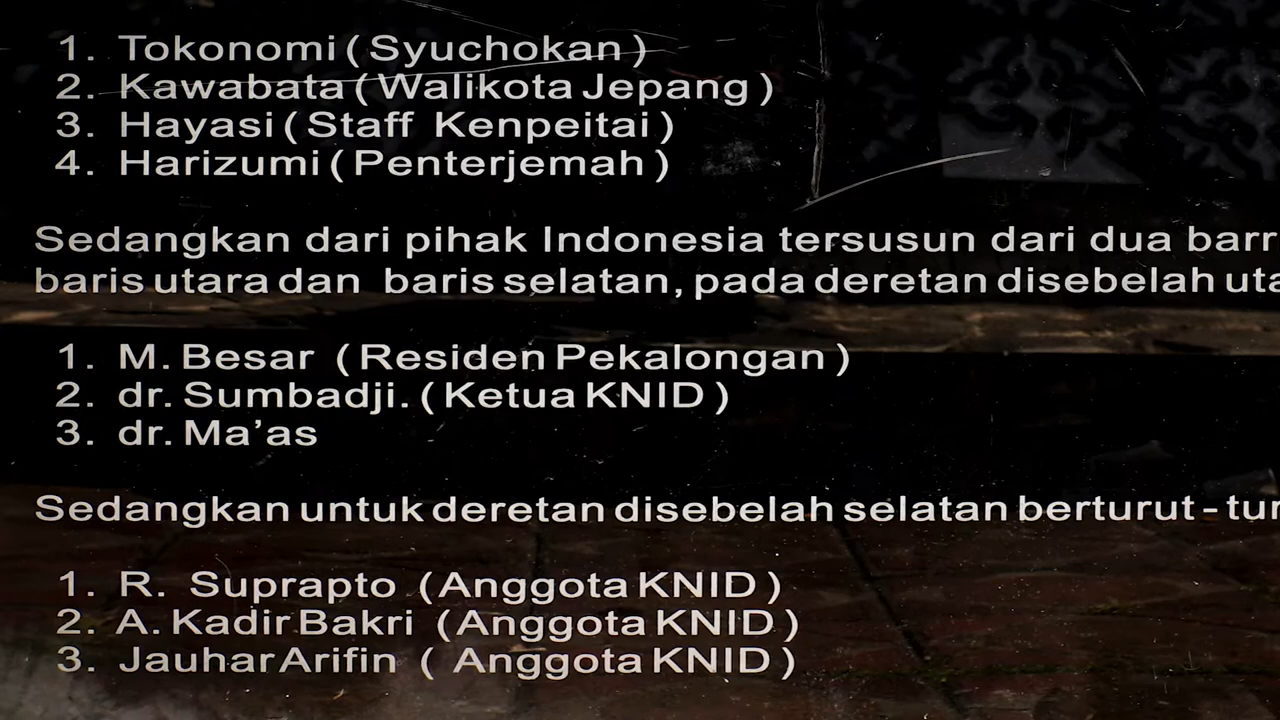 1. Tokonomi ( Syuchokan )
2. Kawabata ( Walikota Jepang )
3. Hayasi ( Staff Kenpeitai )
4. Harizumi ( Penterjemah )
Sedangkan dari pihak Indonesia tersusun dari dua
baris utara dan baris selatan, pada deretan disebelah
1. M. Besar ( Residen Pekalongan )
2. dr. Sumbadji. ( Ketua KNID )
3. dr. Ma’as
Sedangkan untuk deretan disebelah selatan berturut -
1. R. Suprapto (Anggota KNID )
2. A. Kadir Bakri (Anggota KNID )
3. Jauhar Arifin ( Anggota KNID )